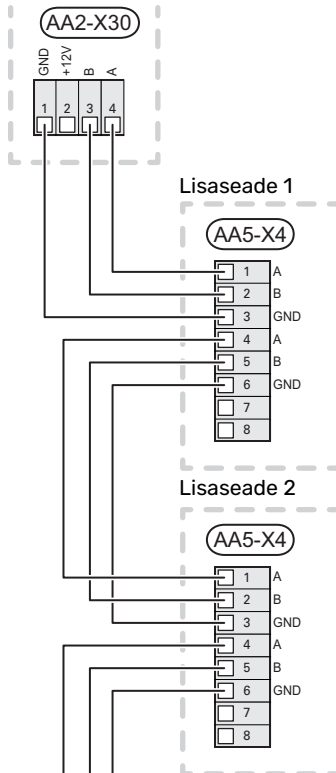 AA2-X30
GND +12V B A
1 2 3 4
Lisaseade 1
AA5-X4
1 A
2 B
3 GND
4 A
5 B
6 GND
7
8
Lisaseade 2
AA5-X4
1 A
2 B
3 GND
4 A
5 B
6 GND
7
8